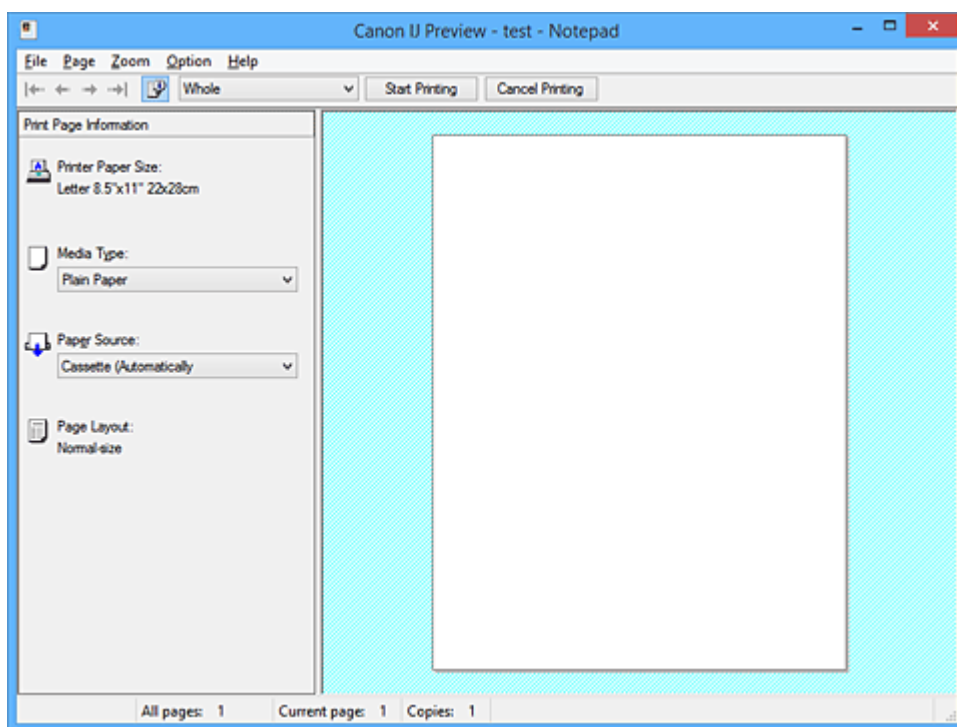 Canon IJ Preview - test - Notepad
File Page Zoom Option Help
Whole Start Printing Cancel Printing
Print Page Information
Printer Paper Size:
Letter 8.5"x11" 22x28cm
Media Type:
Plain Paper
Paper Source:
Cassette (Automatically
Page Layout:
Normal-size
All pages: 1 Current page: 1 Copies: 1